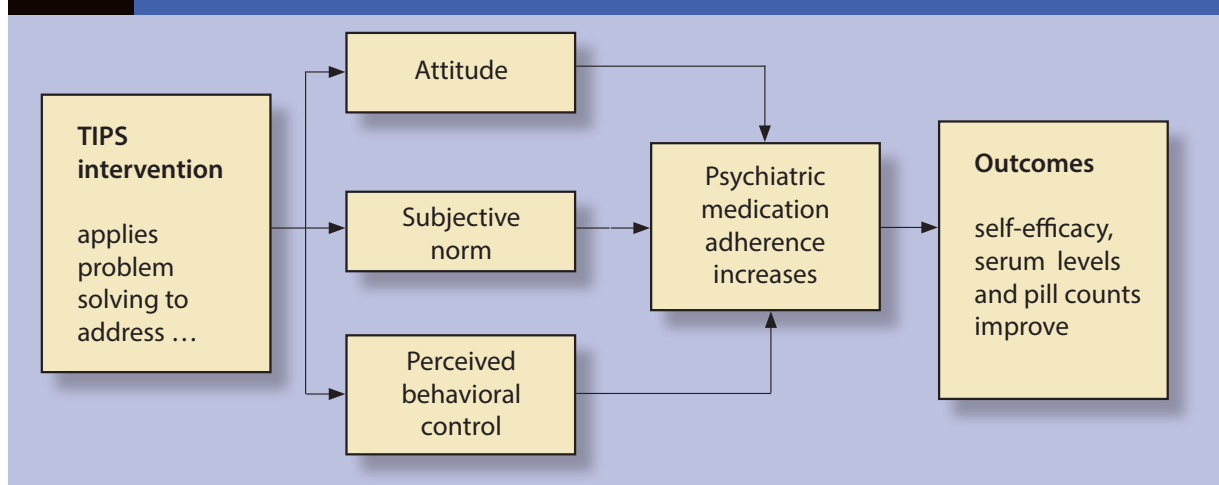 TIPS
intervention
applies
problem
solving to
address …
Attitude
Subjective
norm
Perceived
behavioral
control
Psychiatric
medication
adherence
increases
Outcomes
self-efficacy,
serum levels
and pill counts
improve